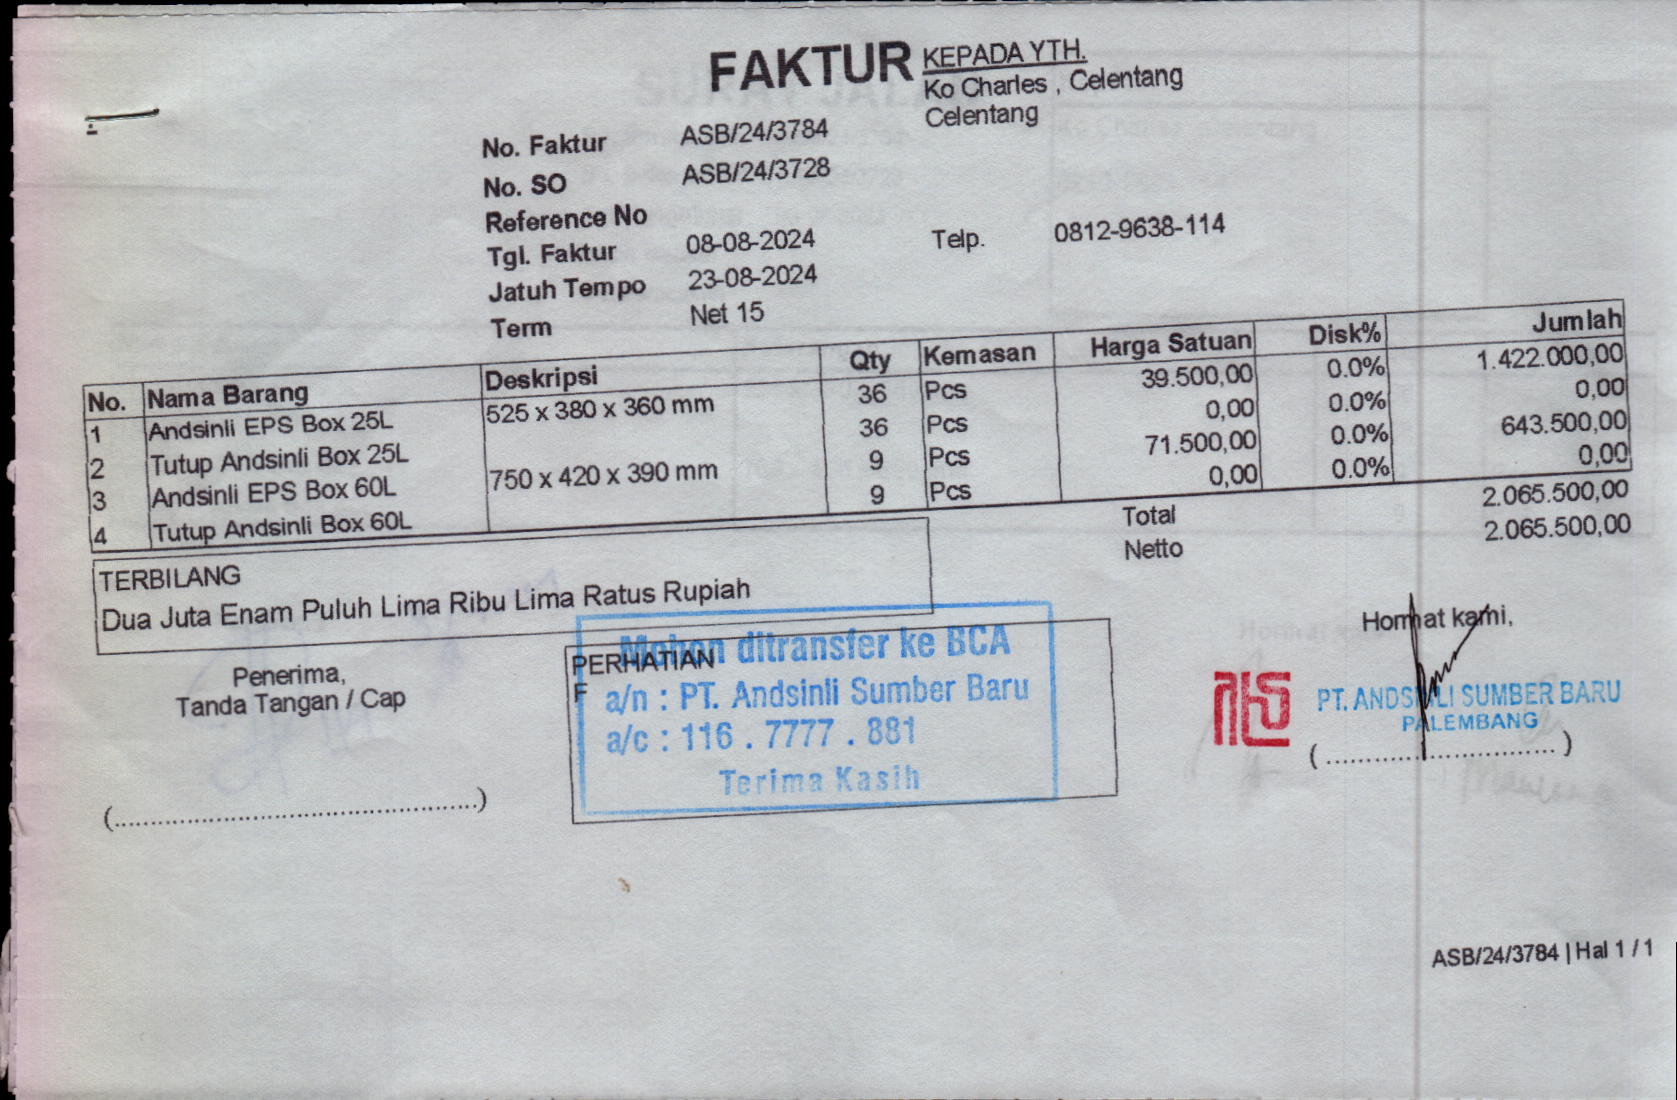 FAKTUR
KEPADA YTH.
Ko Charles , Celentang
Celentang
No. Faktur ASB/24/3784
No. SO ASB/24/3728
Reference No
Tgl. Faktur 08-08-2024 Telp. 0812-9638-114
Jatuh Tempo 23-08-2024
Term Net 15
No. Nama Barang Deskripsi Qty Kemasan Harga Satuan Disk% Jumlah
1 Andsinli EPS Box 25L 525 x 380 x 360 mm 36 Pcs 39.500,00 0.0% 1.422.000,00
2 Tutup Andsinli Box 25L 36 Pcs 0,00 0.0% 0,00
3 Andsinli EPS Box 60L 750 x 420 x 390 mm 9 Pcs 71.500,00 0.0% 643.500,00
4 Tutup Andsinli Box 60L 9 Pcs 0,00 0.0% 0,00
Total 2.065.500,00
Netto 2.065.500,00
TERBILANG
Dua Juta Enam Puluh Lima Ribu Lima Ratus Rupiah
Penerima,
Tanda Tangan / Cap
(................................................)
PERHATIAN
F
Mohon ditransfer ke BCA
a/n : PT. Andsinli Sumber Baru
a/c : 116 . 7777 . 881
Terima Kasih
Hormat kami,
PT. ANDSINLI SUMBER BARU
PALEMBANG
(..............................)
ASB/24/3784 | Hal 1 / 1